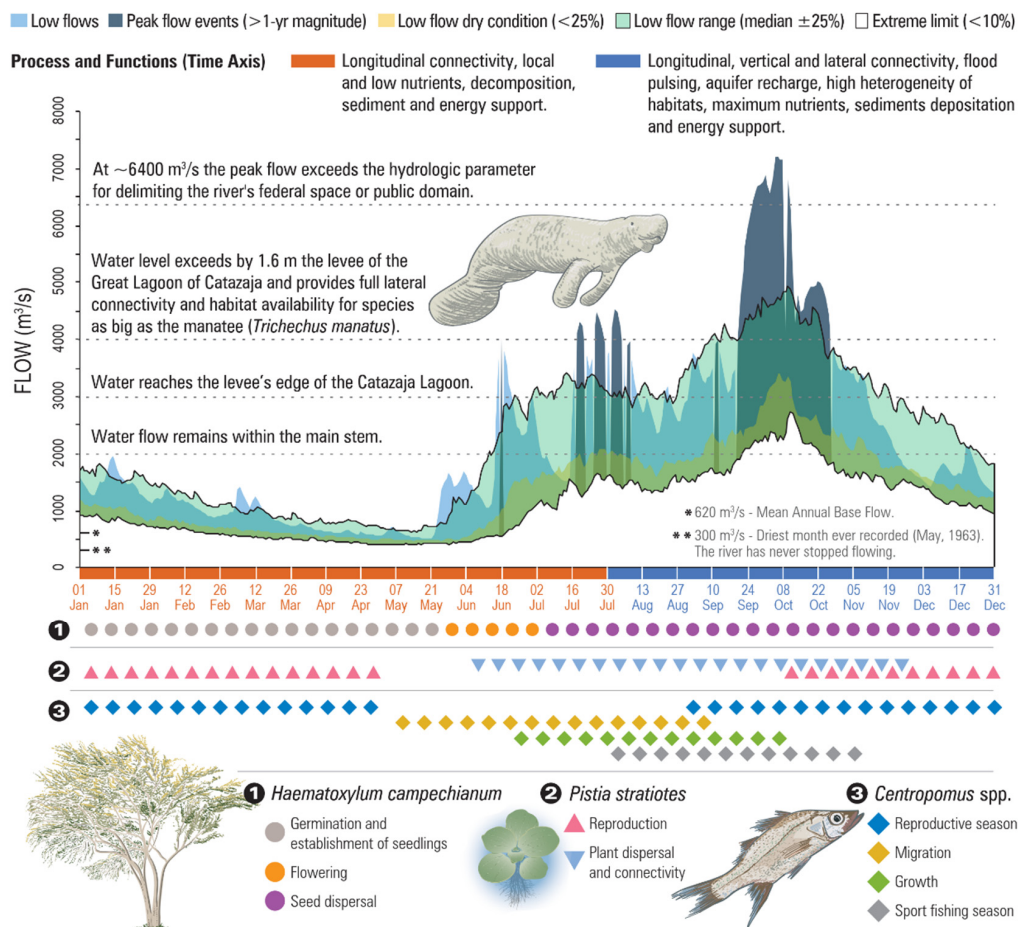 Low flows Peak flow events (>1-yr magnitude) Low flow dry condition (<25%) Low flow range (median ±25%) Extreme limit (<10%)
Process and Functions (Time Axis)
Longitudinal connectivity, local
and low nutrients, decomposition,
sediment and energy support.
Longitudinal, vertical and lateral connectivity, flood
pulsing, aquifer recharge, high heterogeneity of
habitats, maximum nutrients, sediments depositation
and energy support.
FLOW (m³/s)
8000
7000
6000
5000
4000
3000
2000
1000
0
At ~6400 m³/s the peak flow exceeds the hydrologic parameter
for delimiting the river's federal space or public domain.
Water level exceeds by 1.6 m the levee of the
Great Lagoon of Catazaja and provides full lateral
connectivity and habitat availability for species
as big as the manatee (Trichechus manatus).
Water reaches the levee's edge of the Catazaja Lagoon.
Water flow remains within the main stem.
*
**
* 620 m³/s - Mean Annual Base Flow.
** 300 m³/s - Driest month ever recorded (May, 1963).
The river has never stopped flowing.
01 15 29 12 26 12 26 09 23 07 21 04 18 02 16 30 13 27 10 24 08 22 05 19 03 17 31
Jan Jan Jan Feb Feb Mar Mar Apr Apr May May Jun Jun Jul Jul Jul Aug Aug Sep Sep Oct Oct Nov Nov Dec Dec Dec
1
2
3
1 Haematoxylum campechianum
Germination and
establishment of seedlings
Flowering
Seed dispersal
2 Pistia stratiotes
Reproduction
Plant dispersal
and connectivity
3 Centropomus spp.
Reproductive season
Migration
Growth
Sport fishing season